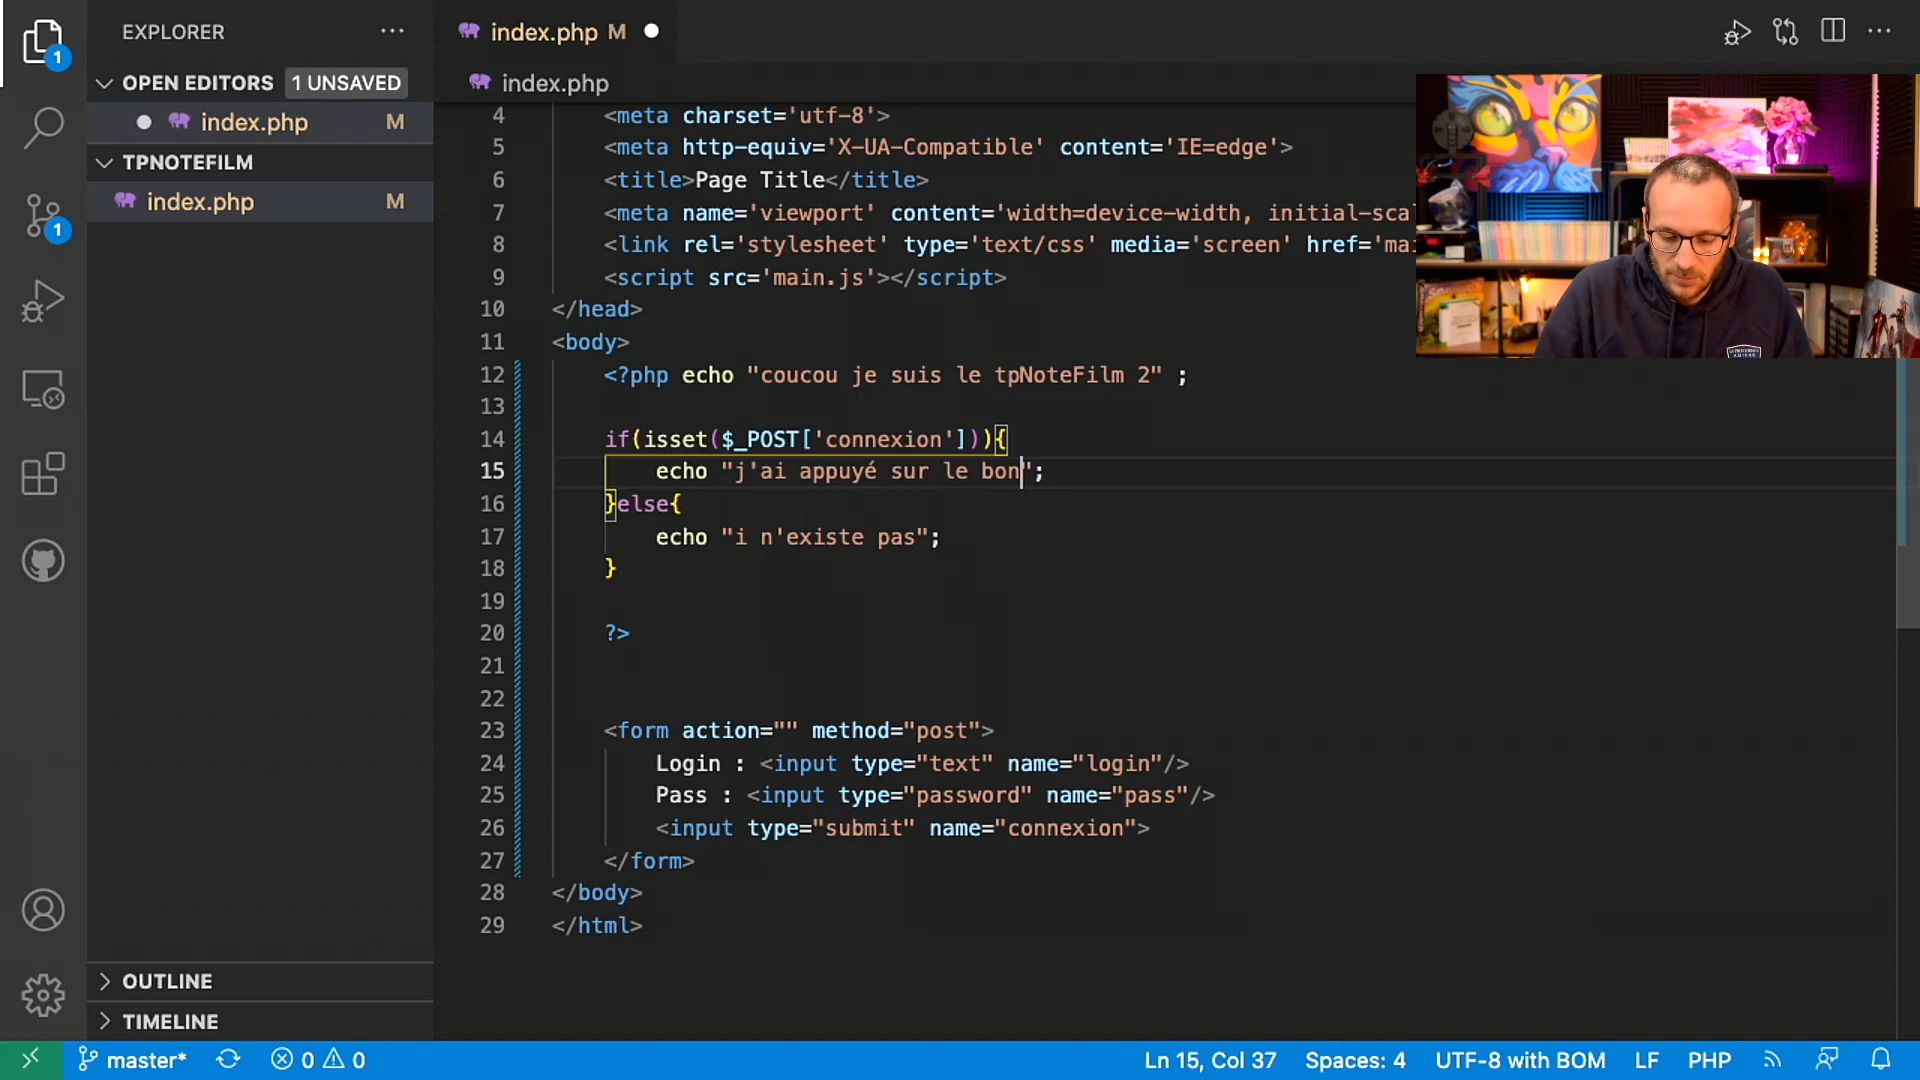 EXPLORER
OPEN EDITORS 1 UNSAVED
index.php M
TPNOTEFILM
index.php M
OUTLINE
TIMELINE
1
1
index.php M
index.php
4 <meta charset='utf-8'>
5 <meta http-equiv='X-UA-Compatible' content='IE=edge'>
6 <title>Page Title</title>
7 <meta name='viewport' content='width=device-width, initial-scal
8 <link rel='stylesheet' type='text/css' media='screen' href='mai
9 <script src='main.js'></script>
10 </head>
11 <body>
12 <?php echo "coucou je suis le tpNoteFilm 2" ;
13
14 if(isset($_POST['connexion'])){
15 echo "j'ai appuyé sur le bon";
16 }else{
17 echo "i n'existe pas";
18 }
19
20 ?>
21
22
23 <form action="" method="post">
24 Login : <input type="text" name="login"/>
25 Pass : <input type="password" name="pass"/>
26 <input type="submit" name="connexion">
27 </form>
28 </body>
29 </html>
master* 0 0 Ln 15, Col 37 Spaces: 4 UTF-8 with BOM LF PHP